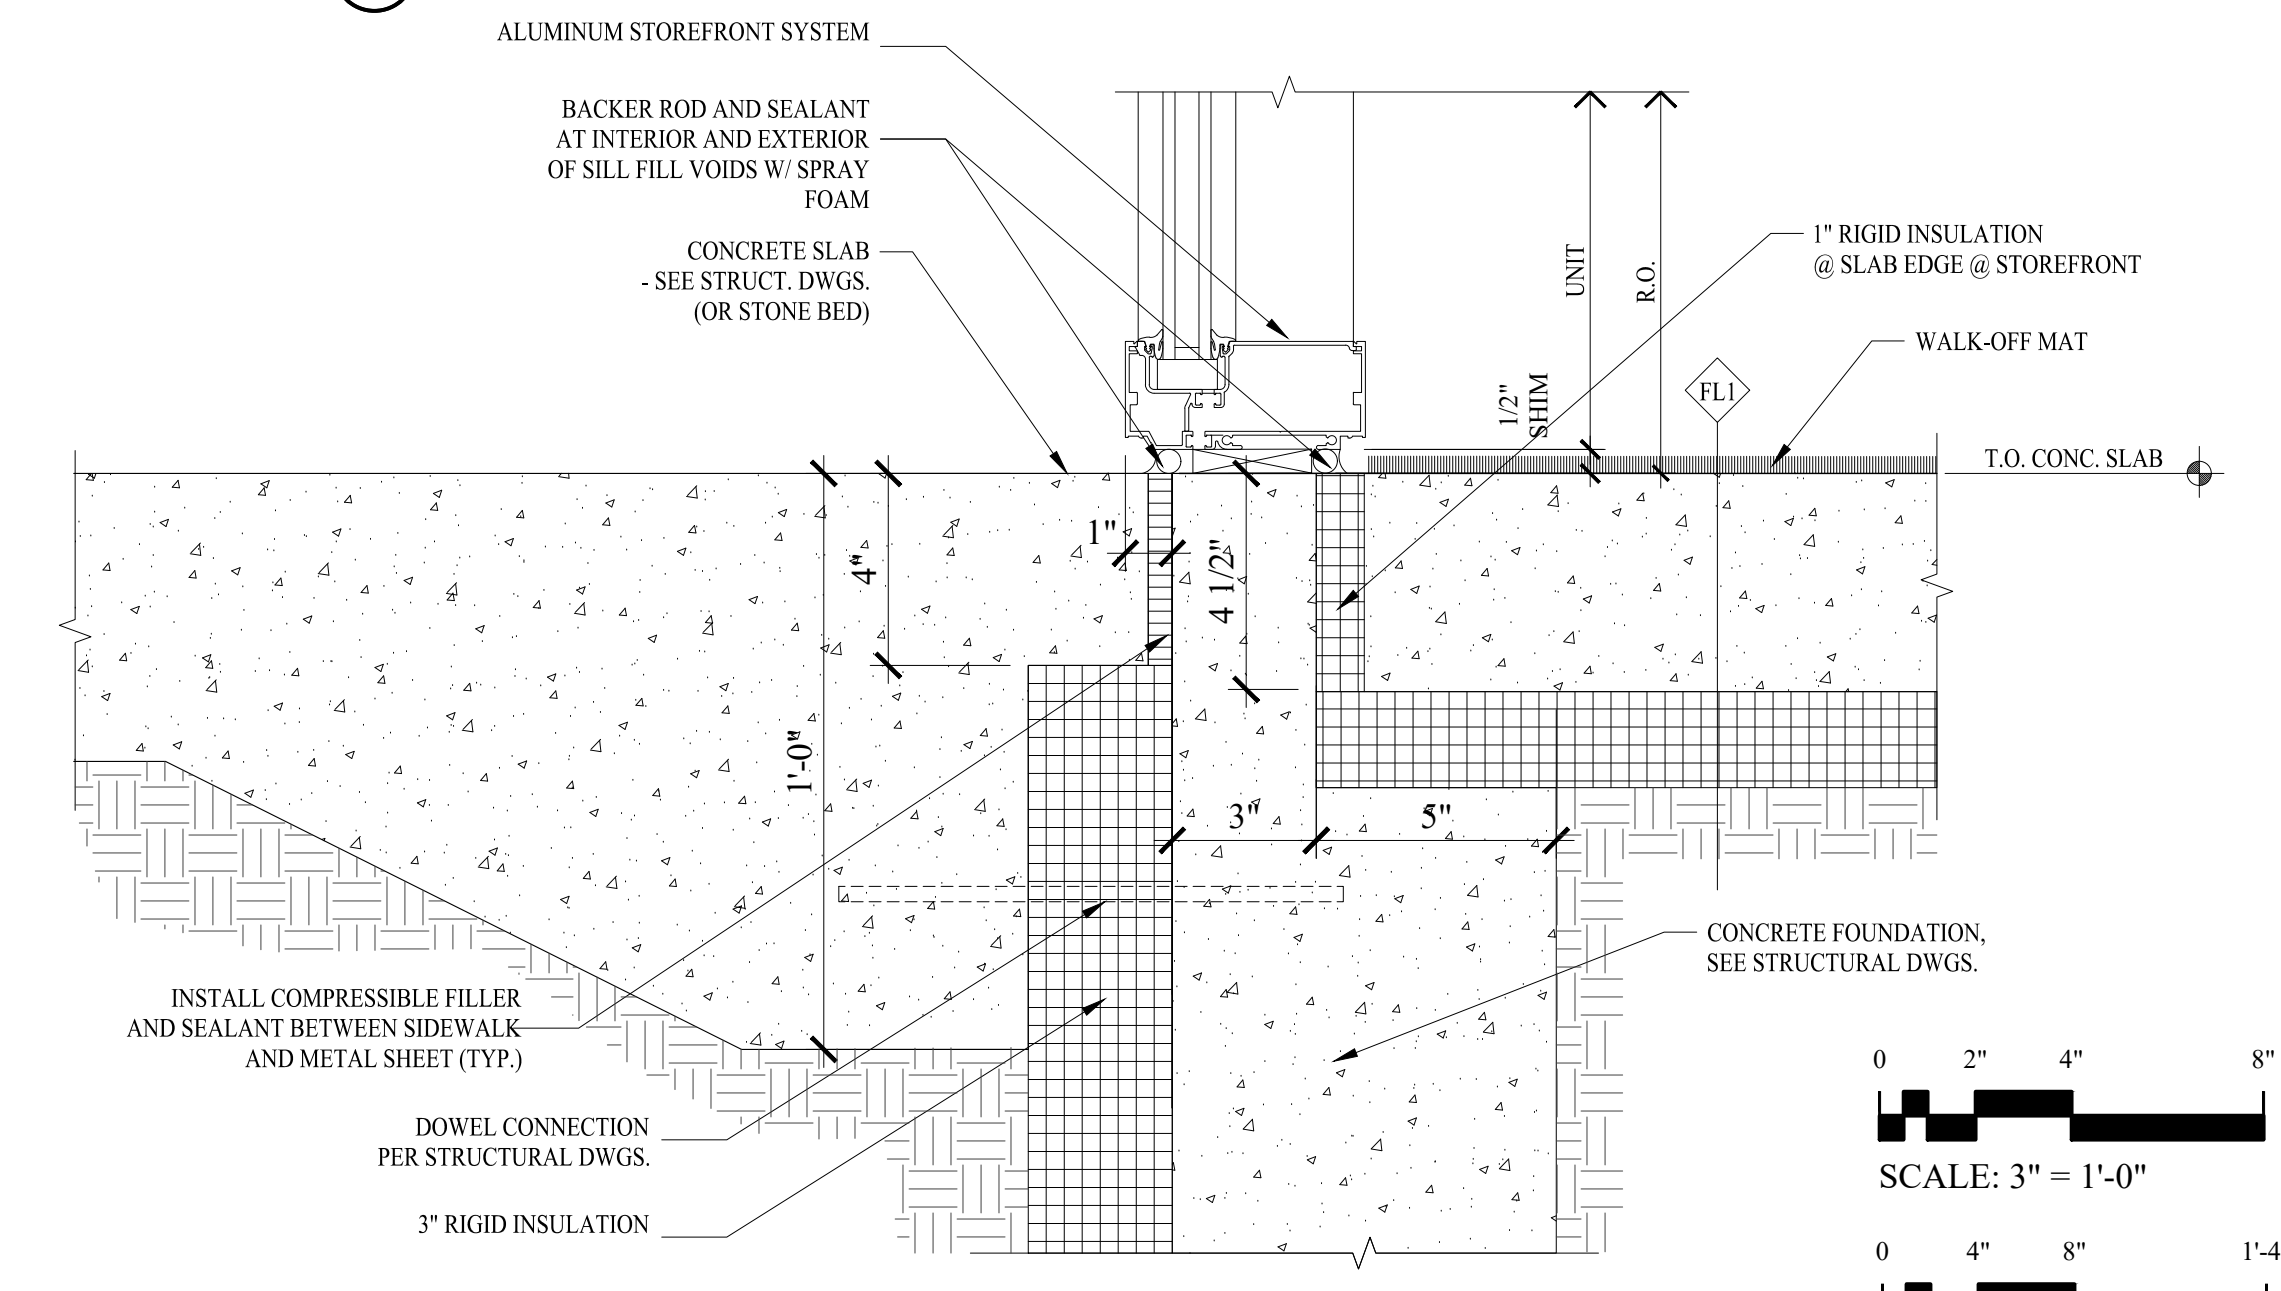 ALUMINUM STOREFRONT SYSTEM
BACKER ROD AND SEALANT
AT INTERIOR AND EXTERIOR
OF SILL FILL VOIDS W/ SPRAY
FOAM
CONCRETE SLAB
- SEE STRUCT. DWGS.
(OR STONE BED)
UNIT
R.O.
1/2"
SHIM
1" RIGID INSULATION
@ SLAB EDGE @ STOREFRONT
WALK-OFF MAT
FL1
T.O. CONC. SLAB
1"
4"
4 1/2"
1'-0"
3"
5"
INSTALL COMPRESSIBLE FILLER
AND SEALANT BETWEEN SIDEWALK
AND METAL SHEET (TYP.)
DOWEL CONNECTION
PER STRUCTURAL DWGS.
3" RIGID INSULATION
CONCRETE FOUNDATION,
SEE STRUCTURAL DWGS.
0 2" 4" 8"
SCALE: 3" = 1'-0"
0 4" 8" 1'-4